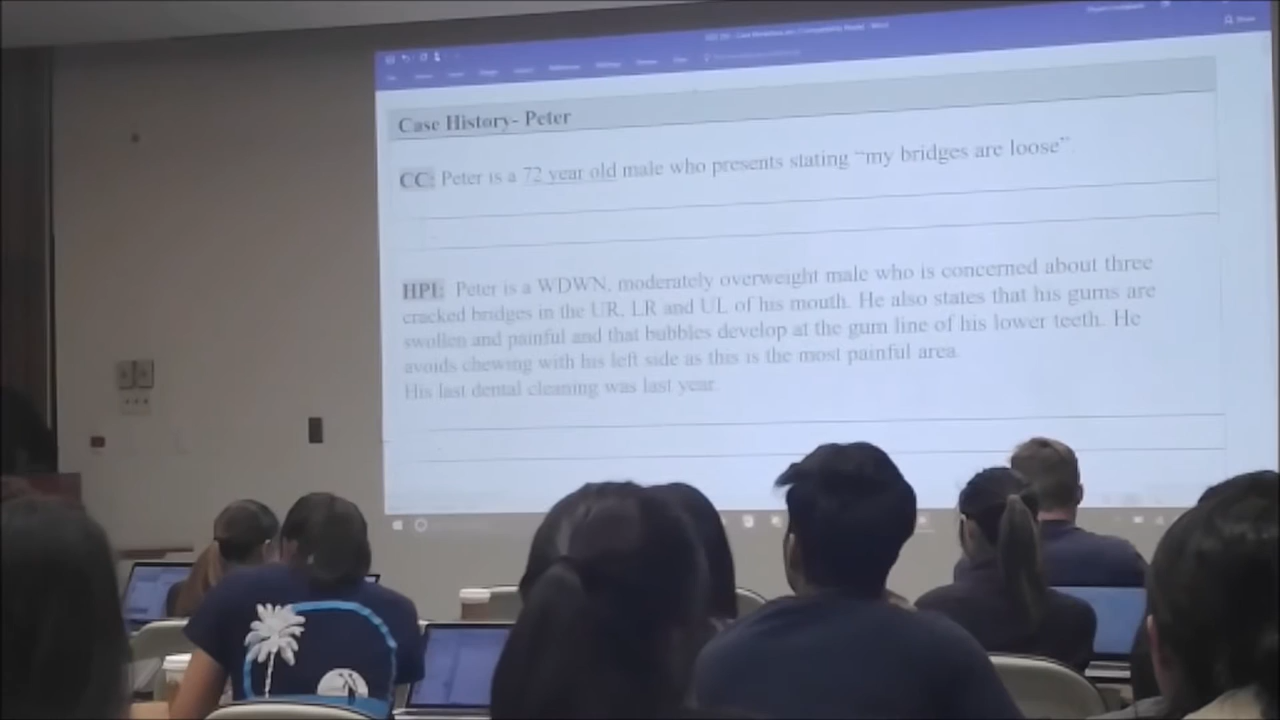 Case History- Peter
CC: Peter is a 72 year old male who presents stating “my bridges are loose”
HPI: Peter is a WDWN, moderately overweight male who is concerned about three
cracked bridges in the UR, LR and UL of his mouth. He also states that his gums are
swollen and painful and that bubbles develop at the gum line of his lower teeth. He
avoids chewing with his left side as this is the most painful area.
His last dental cleaning was last year.